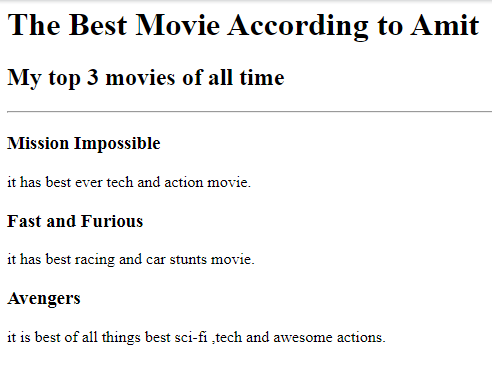 The Best Movie According to Amit
My top 3 movies of all time
Mission Impossible
it has best ever tech and action movie.
Fast and Furious
it has best racing and car stunts movie.
Avengers
it is best of all things best sci-fi ,tech and awesome actions.